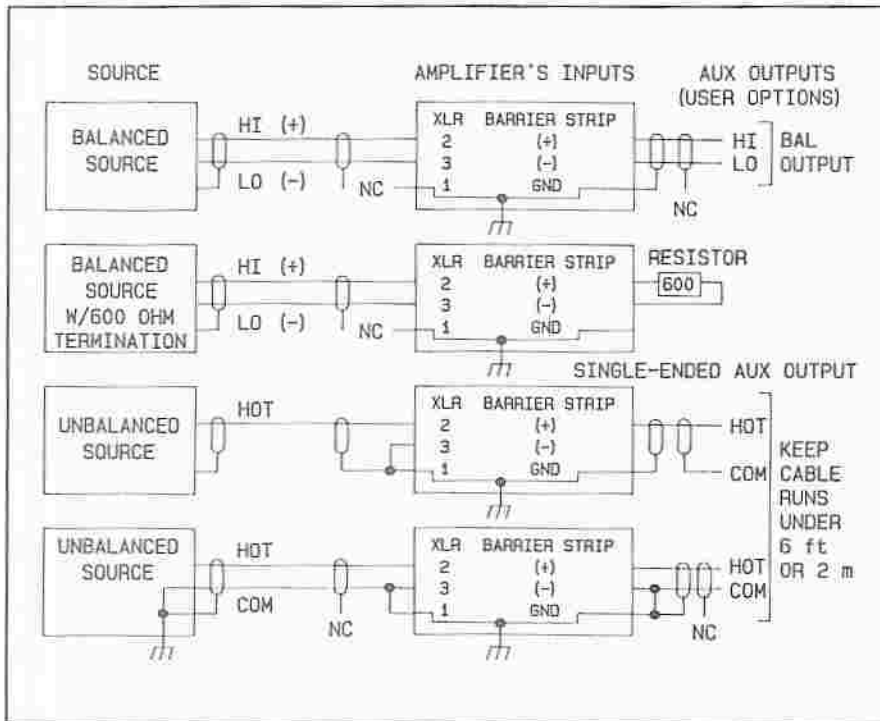 SOURCE
AMPLIFIER'S INPUTS
AUX OUTPUTS
(USER OPTIONS)
BALANCED
SOURCE
HI (+)
LO (-)
NC
XLR BARRIER STRIP
2 (+)
3 (-)
1 GND
HI
LO
BAL
OUTPUT
NC
BALANCED
SOURCE
W/600 OHM
TERMINATION
HI (+)
LO (-)
NC
XLR BARRIER STRIP
2 (+)
3 (-)
1 GND
RESISTOR
600
SINGLE-ENDED AUX OUTPUT
UNBALANCED
SOURCE
HOT
XLR BARRIER STRIP
2 (+)
3 (-)
1 GND
HOT
COM
UNBALANCED
SOURCE
HOT
COM
NC
XLR BARRIER STRIP
2 (+)
3 (-)
1 GND
HOT
COM
NC
KEEP
CABLE
RUNS
UNDER
6 ft
OR 2 m